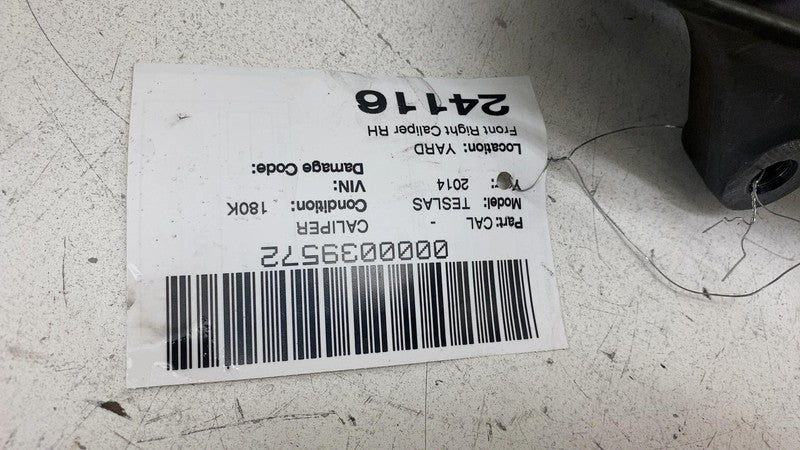 0000039572
Part: CAL - CALIPER
Model: TESLAS Condition: 180K
2014 VIN:
Damage Code:
Location: YARD
Front Right Caliper RH
24116